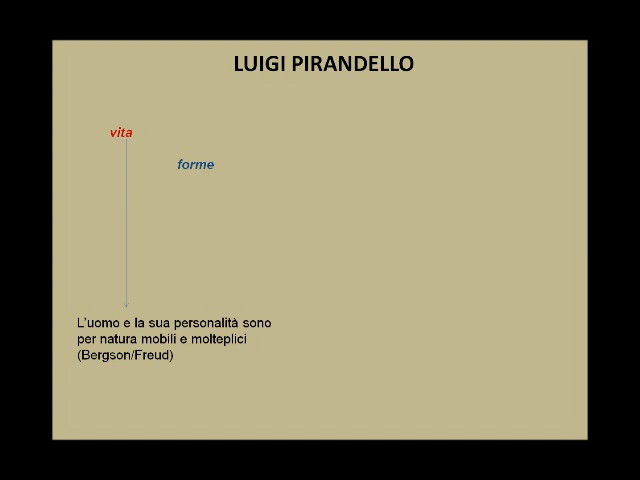 LUIGI PIRANDELLO
vita
forme
L'uomo e la sua personalità sono
per natura mobili e molteplici
(Bergson/Freud)